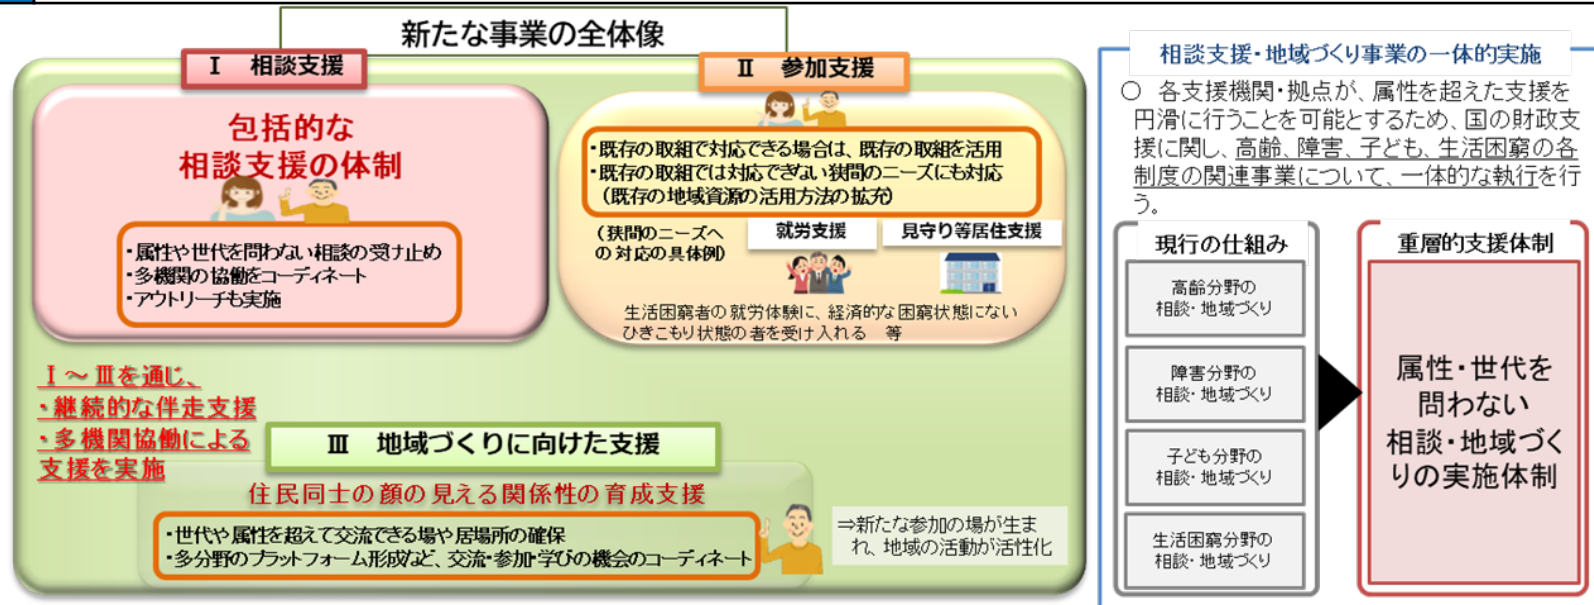 新たな事業の全体像
Ⅰ 相談支援
包括的な
相談支援の体制
・属性や世代を問わない相談の受け止め
・多機関の協働をコーディネート
・アウトリーチも実施
Ⅱ 参加支援
・既存の取組で対応できる場合は、既存の取組を活用
・既存の取組では対応できない狭間のニーズにも対応
（既存の地域資源の活用方法の拡充）
（狭間のニーズへ
の対応の具体例）
就労支援
見守り等居住支援
生活困窮者の就労体験に、経済的な困窮状態にない
ひきこもり状態の者を受け入れる 等
Ⅰ～Ⅲを通じ、
・継続的な伴走支援
・多機関協働による
支援を実施
Ⅲ 地域づくりに向けた支援
住民同士の顔の見える関係性の育成支援
・世代や属性を超えて交流できる場や居場所の確保
・多分野のプラットフォーム形成など、交流・参加・学びの機会のコーディネート
⇒新たな参加の場が生ま
れ、地域の活動が活性化
相談支援・地域づくり事業の一体的実施
○ 各支援機関・拠点が、属性を超えた支援を
円滑に行うことを可能とするため、国の財政支
援に関し、高齢、障害、子ども、生活困窮の各
制度の関連事業について、一体的な執行を行
う。
現行の仕組み
高齢分野の
相談・地域づくり
障害分野の
相談・地域づくり
子ども分野の
相談・地域づくり
生活困窮分野の
相談・地域づくり
重層的支援体制
属性・世代を
問わない
相談・地域づく
りの実施体制